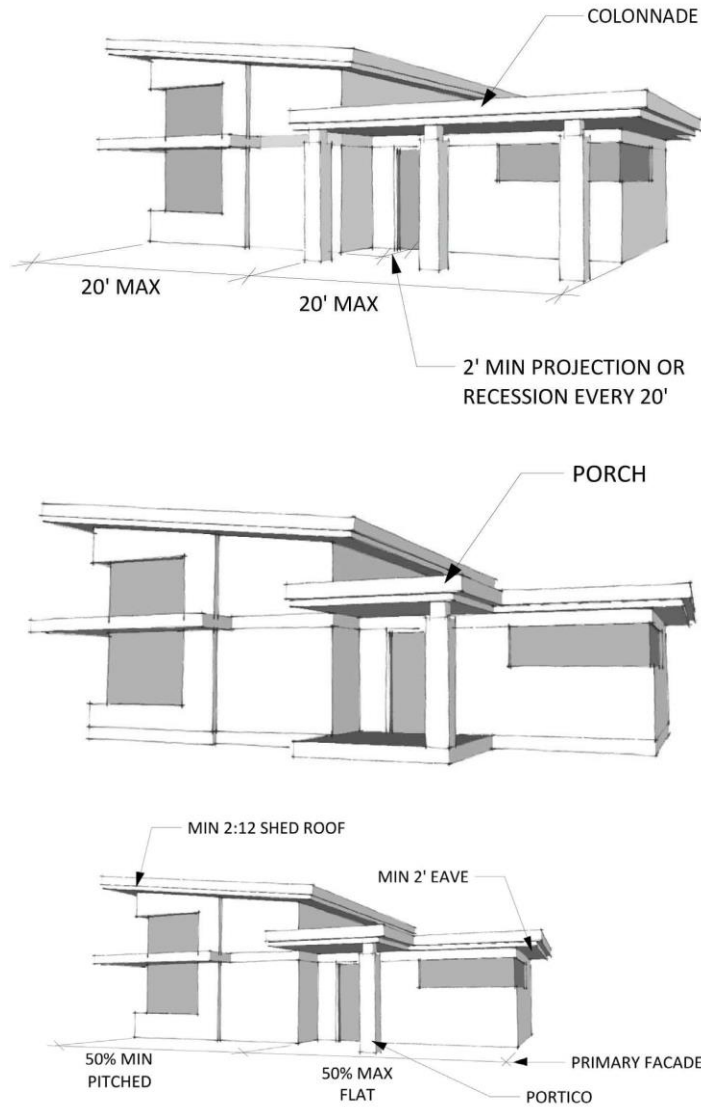 COLONNADE
20' MAX
20' MAX
2' MIN PROJECTION OR
RECESSION EVERY 20'
PORCH
MIN 2:12 SHED ROOF
MIN 2' EAVE
50% MIN
PITCHED
50% MAX
FLAT
PRIMARY FACADE
PORTICO